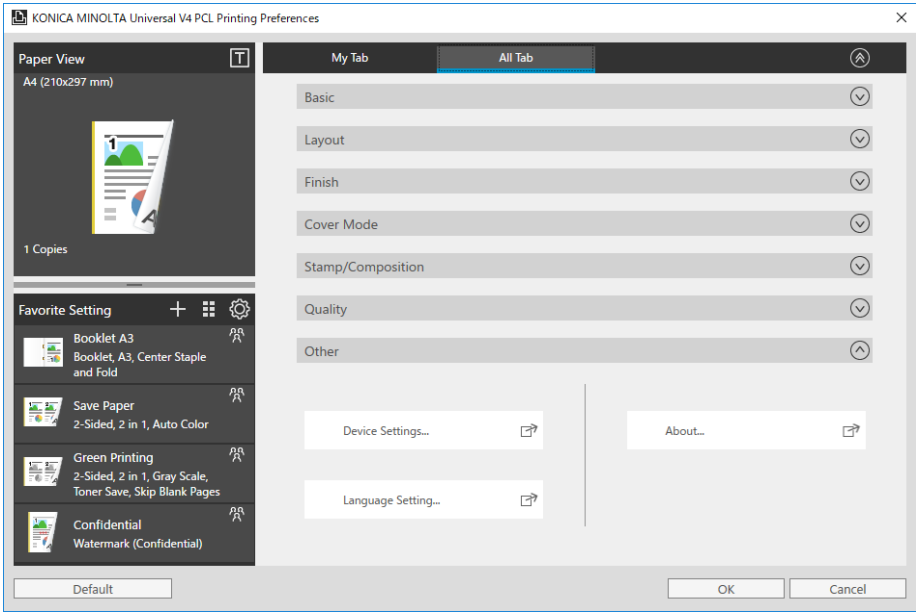 KONICA MINOLTA Universal V4 PCL Printing Preferences
Paper View
T
A4 (210x297 mm)
1
A
1 Copies
Favorite Setting
Booklet A3
Booklet, A3, Center Staple
and Fold
Save Paper
2-Sided, 2 in 1, Auto Color
Green Printing
2-Sided, 2 in 1, Gray Scale,
Toner Save, Skip Blank Pages
Confidential
Watermark (Confidential)
My Tab
All Tab
Basic
Layout
Finish
Cover Mode
Stamp/Composition
Quality
Other
Device Settings...
About...
Language Setting...
Default
OK
Cancel